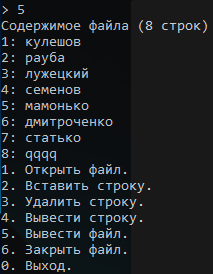 > 5
Содержимое файла (8 строк)
1: кулешов
2: рауба
3: лужецкий
4: семенов
5: мамонько
6: дмитроченко
7: статько
8: qqqq
1. Открыть файл.
2. Вставить строку.
3. Удалить строку.
4. Вывести строку.
5. Вывести файл.
6. Закрыть файл.
0. Выход.